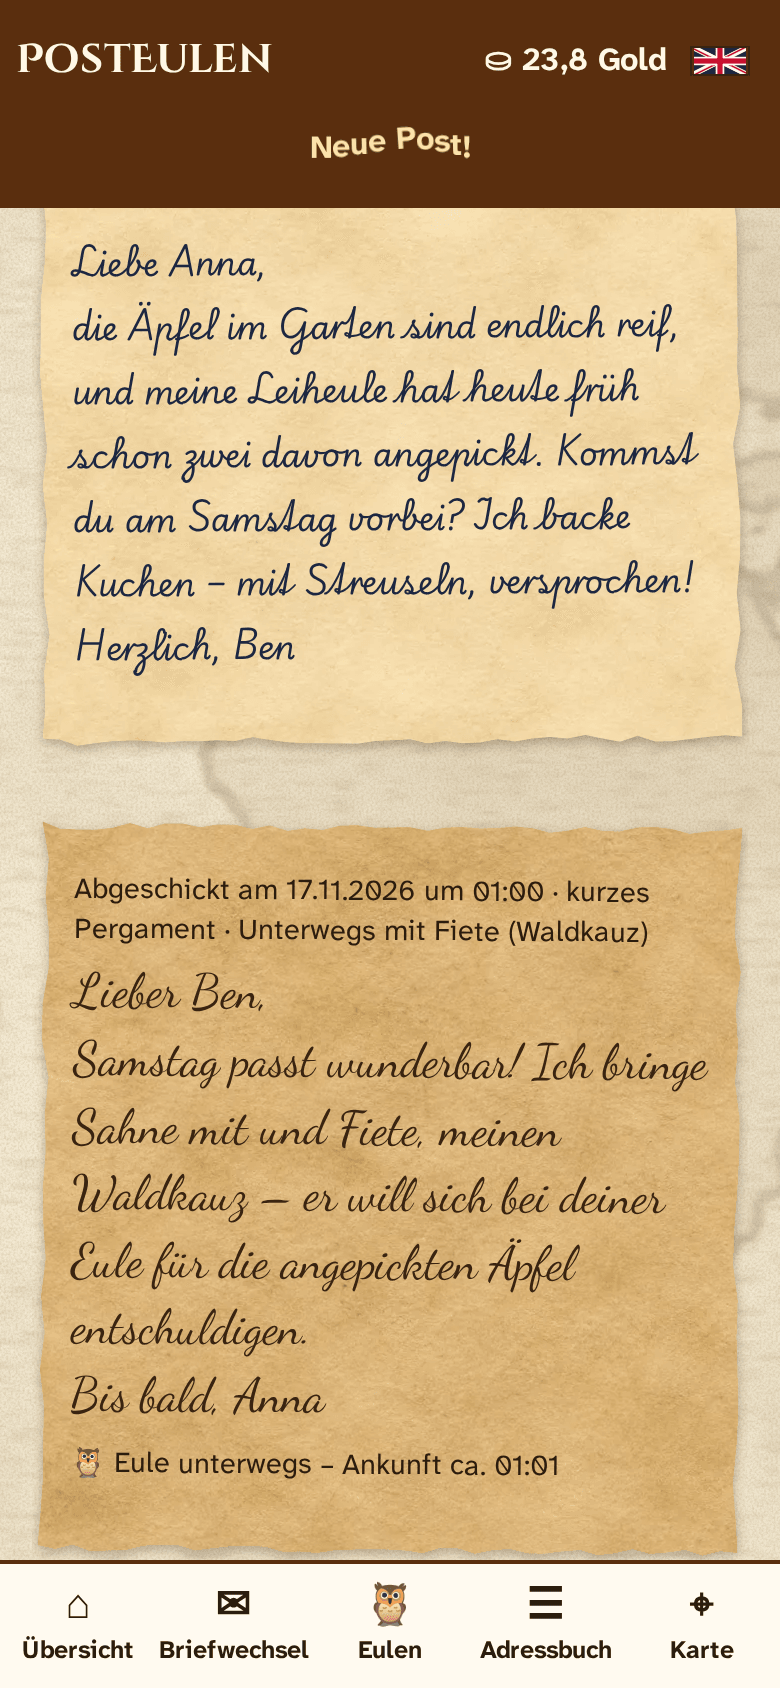 PostEulen
23,8 Gold
Neue Post!
Liebe Anna,
die Äpfel im Garten sind endlich reif,
und meine Leiheule hat heute früh
schon zwei davon angepickt. Kommst
du am Samstag vorbei? Ich backe
Kuchen – mit Streuseln, versprochen!
Herzlich, Ben
Abgeschickt am 17.11.2026 um 01:00 · kurzes
Pergament · Unterwegs mit Fiete (Waldkauz)
Lieber Ben,
Samstag passt wunderbar! Ich bringe
Sahne mit und Fiete, meinen
Waldkauz – er will sich bei deiner
Eule für die angepickten Äpfel
entschuldigen.
Bis bald, Anna
Eule unterwegs – Ankunft ca. 01:01
Übersicht
Briefwechsel
Eulen
Adressbuch
Karte